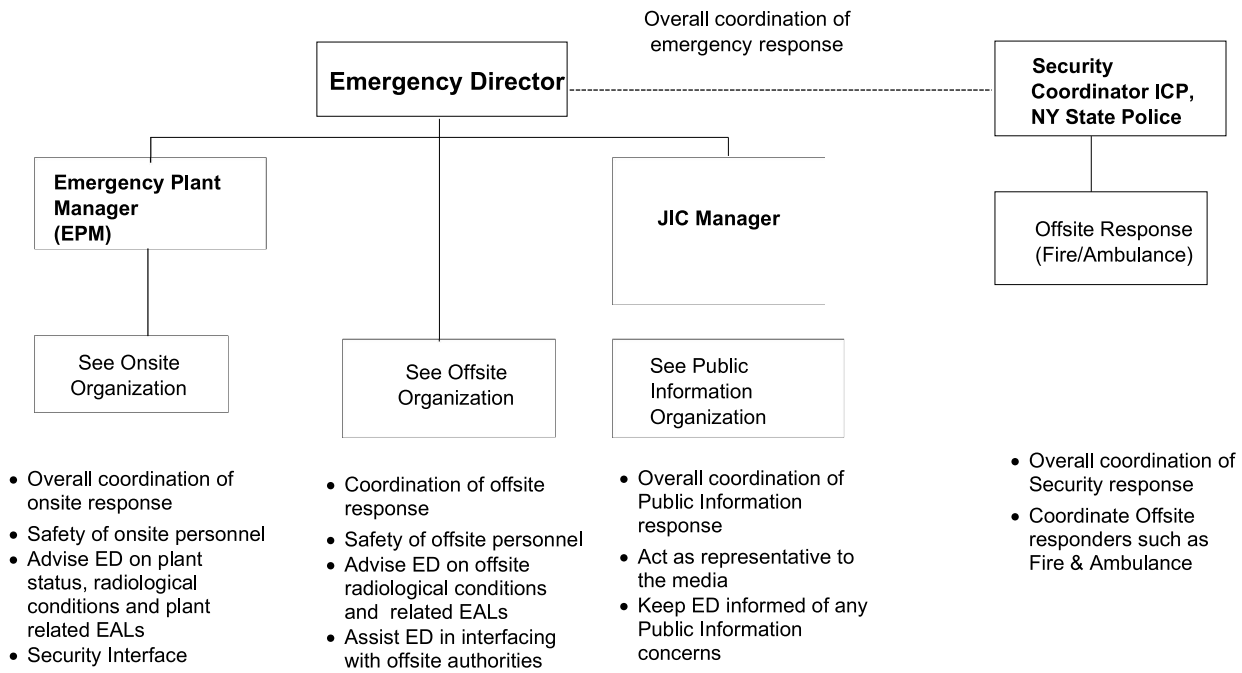 Overall coordination of
emergency response
Emergency Director
Security
Coordinator ICP,
NY State Police
Emergency Plant
Manager
(EPM)
JIC Manager
Offsite Response
(Fire/Ambulance)
See Onsite
Organization
See Offsite
Organization
See Public
Information
Organization
• Overall coordination of
onsite response
• Safety of onsite personnel
• Advise ED on plant
status, radiological
conditions and plant
related EALs
• Security Interface
• Coordination of offsite
response
• Safety of offsite personnel
• Advise ED on offsite
radiological conditions
and related EALs
• Assist ED in interfacing
with offsite authorities
• Overall coordination of
Public Information
response
• Act as representative to
the media
• Keep ED informed of any
Public Information
concerns
• Overall coordination of
Security response
• Coordinate Offsite
responders such as
Fire & Ambulance